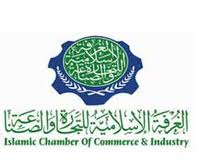 الغرفة الإسلامية للتجارة والصناعة
Islamic Chamber Of Commerce & Industry